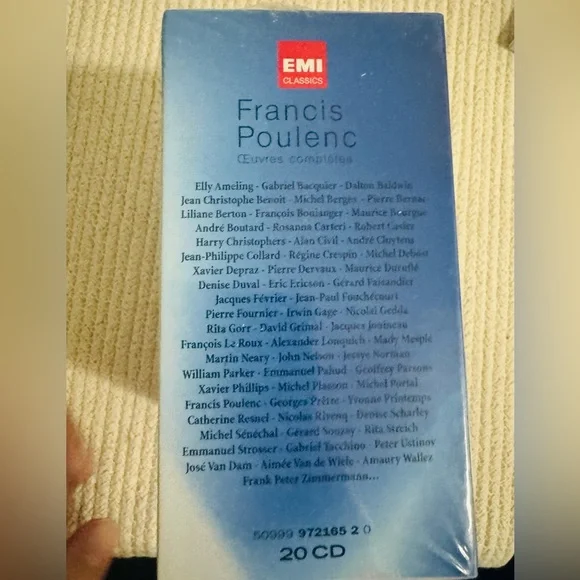 EMI
CLASSICS
Francis
Poulenc
Œuvres complètes
Elly Ameling - Gabriel Bacquier - Dalton Baldwin
Jean Christophe Benoit - Michel Berges - Pierre Bernac
Liliane Berton - François Boulanger - Maurice Bourgue
André Boutard - Rosanna Carteri - Robert Casier
Harry Christophers - Alan Civil - André Cluytens
Jean-Philippe Collard - Régine Crespin - Michel Debost
Xavier Depraz - Pierre Dervaux - Maurice Duruflé
Denise Duval - Eric Ericson - Gérard Faisandier
Jacques Février - Jean-Paul Fouchécourt
Pierre Fournier - Irwin Gage - Nicolaï Gedda
Rita Gorr - David Grimal - Jacques Jouineau
François Le Roux - Alexander Lonquich - Mady Mesplé
Martin Neary - John Nelson - Jessye Norman
William Parker - Emmanuel Pahud - Geoffrey Parsons
Xavier Phillips - Michel Plasson - Michel Portal
Francis Poulenc - Georges Prêtre - Yvonne Printemps
Catherine Resnel - Nicolas Rivenq - Denise Scharley
Michel Sénéchal - Gérard Souzay - Rita Streich
Emmanuel Strosser - Gabriel Tacchino - Peter Ustinov
José Van Dam - Aimée Van de Wiele - Amaury Wallez
Frank Peter Zimmermann...
50999 972165 2 0
20 CD